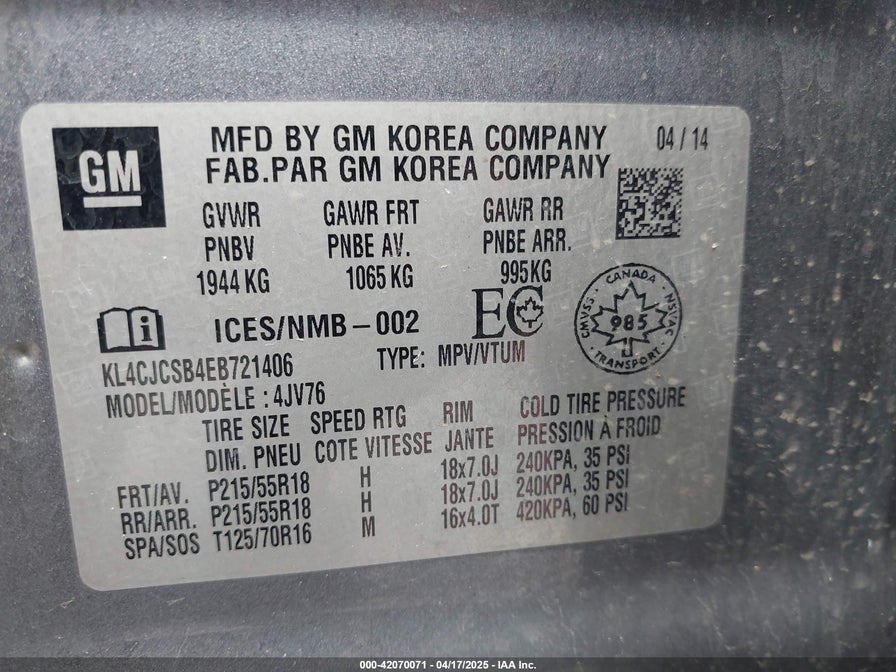 GM
MFD BY GM KOREA COMPANY 04 / 14
FAB.PAR GM KOREA COMPANY
GVWR GAWR FRT GAWR RR
PNBV PNBE AV. PNBE ARR.
1944 KG 1065 KG 995KG
ICES/NMB – 002 EC
CANADA
CMVSS 985 NSVAC
TRANSPORT
KL4CJCSB4EB721406 TYPE: MPV/VTUM
MODEL/MODÈLE : 4JV76
TIRE SIZE SPEED RTG RIM COLD TIRE PRESSURE
DIM. PNEU COTE VITESSE JANTE PRESSION À FROID
FRT/AV. P215/55R18 H 18x7.0J 240KPA, 35 PSI
RR/ARR. P215/55R18 H 18x7.0J 240KPA, 35 PSI
SPA/SOS T125/70R16 M 16x4.0T 420KPA, 60 PSI
000-42070071 - 04/17/2025 - IAA Inc.